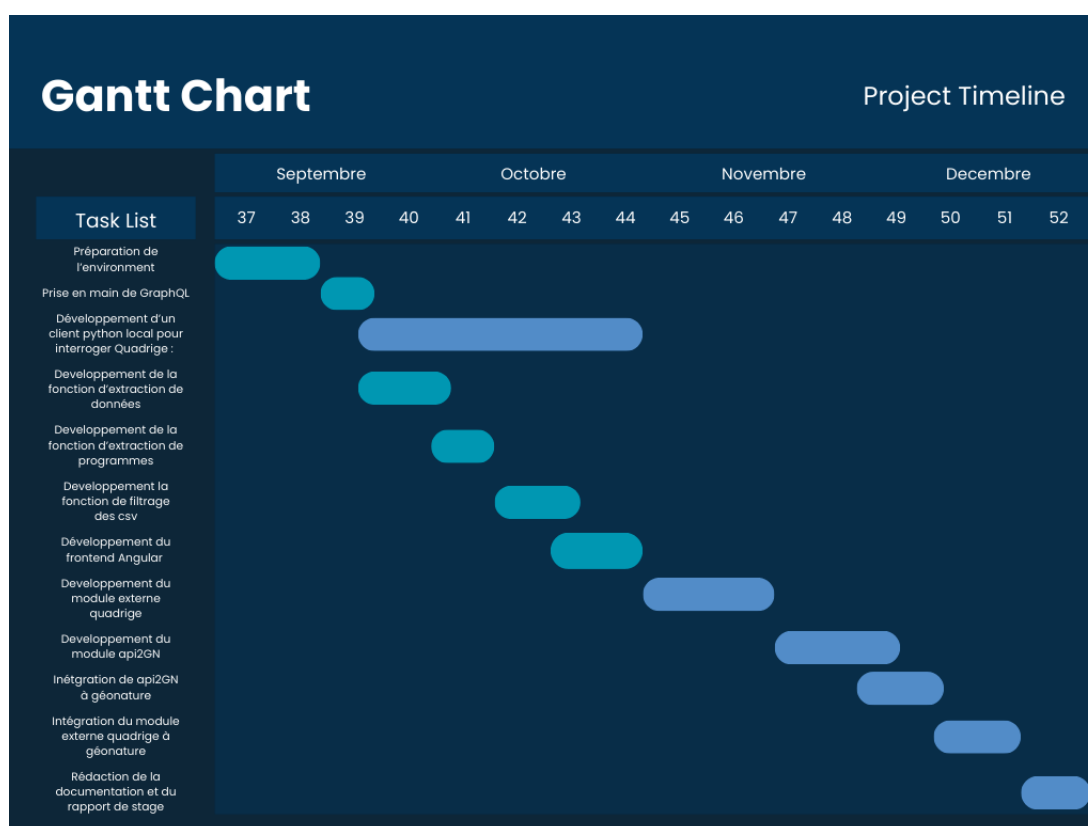 Gantt Chart
Project Timeline
Septembre Octobre Novembre Decembre
Task List 37 38 39 40 41 42 43 44 45 46 47 48 49 50 51 52
Préparation de
l'environment
Prise en main de GraphQL
Développement d'un
client python local pour
interroger Quadrige :
Developpement de la
fonction d'extraction de
données
Developpement de la
fonction d'extraction de
programmes
Developpement la
fonction de filtrage
des csv
Développement du
frontend Angular
Developpement du
module externe
quadrige
Developpement du
module api2GN
Inétgration de api2GN
à géonature
Intégration du module
externe quadrige à
géonature
Rédaction de la
documentation et du
rapport de stage